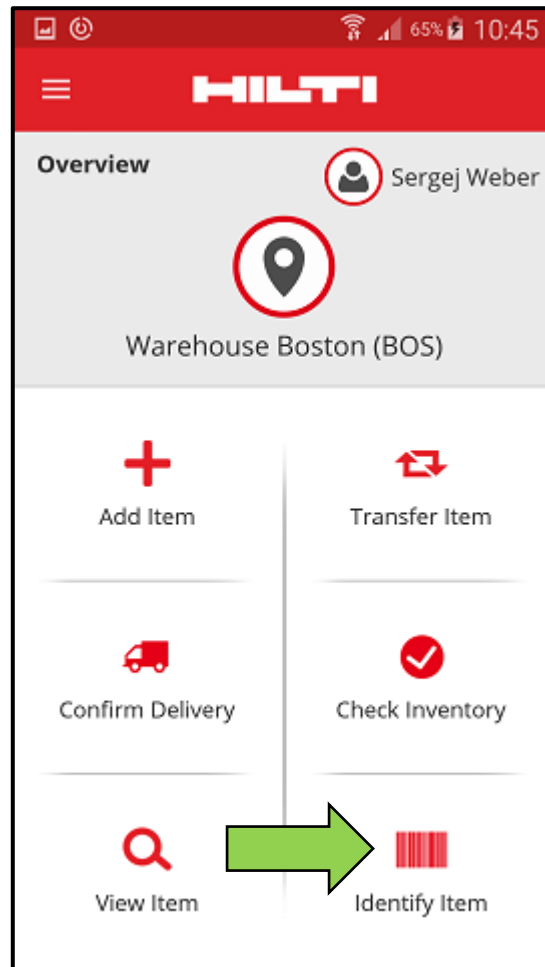 65% 10:45
HILTI
Overview
Sergej Weber
Warehouse Boston (BOS)
Add Item
Transfer Item
Confirm Delivery
Check Inventory
View Item
Identify Item